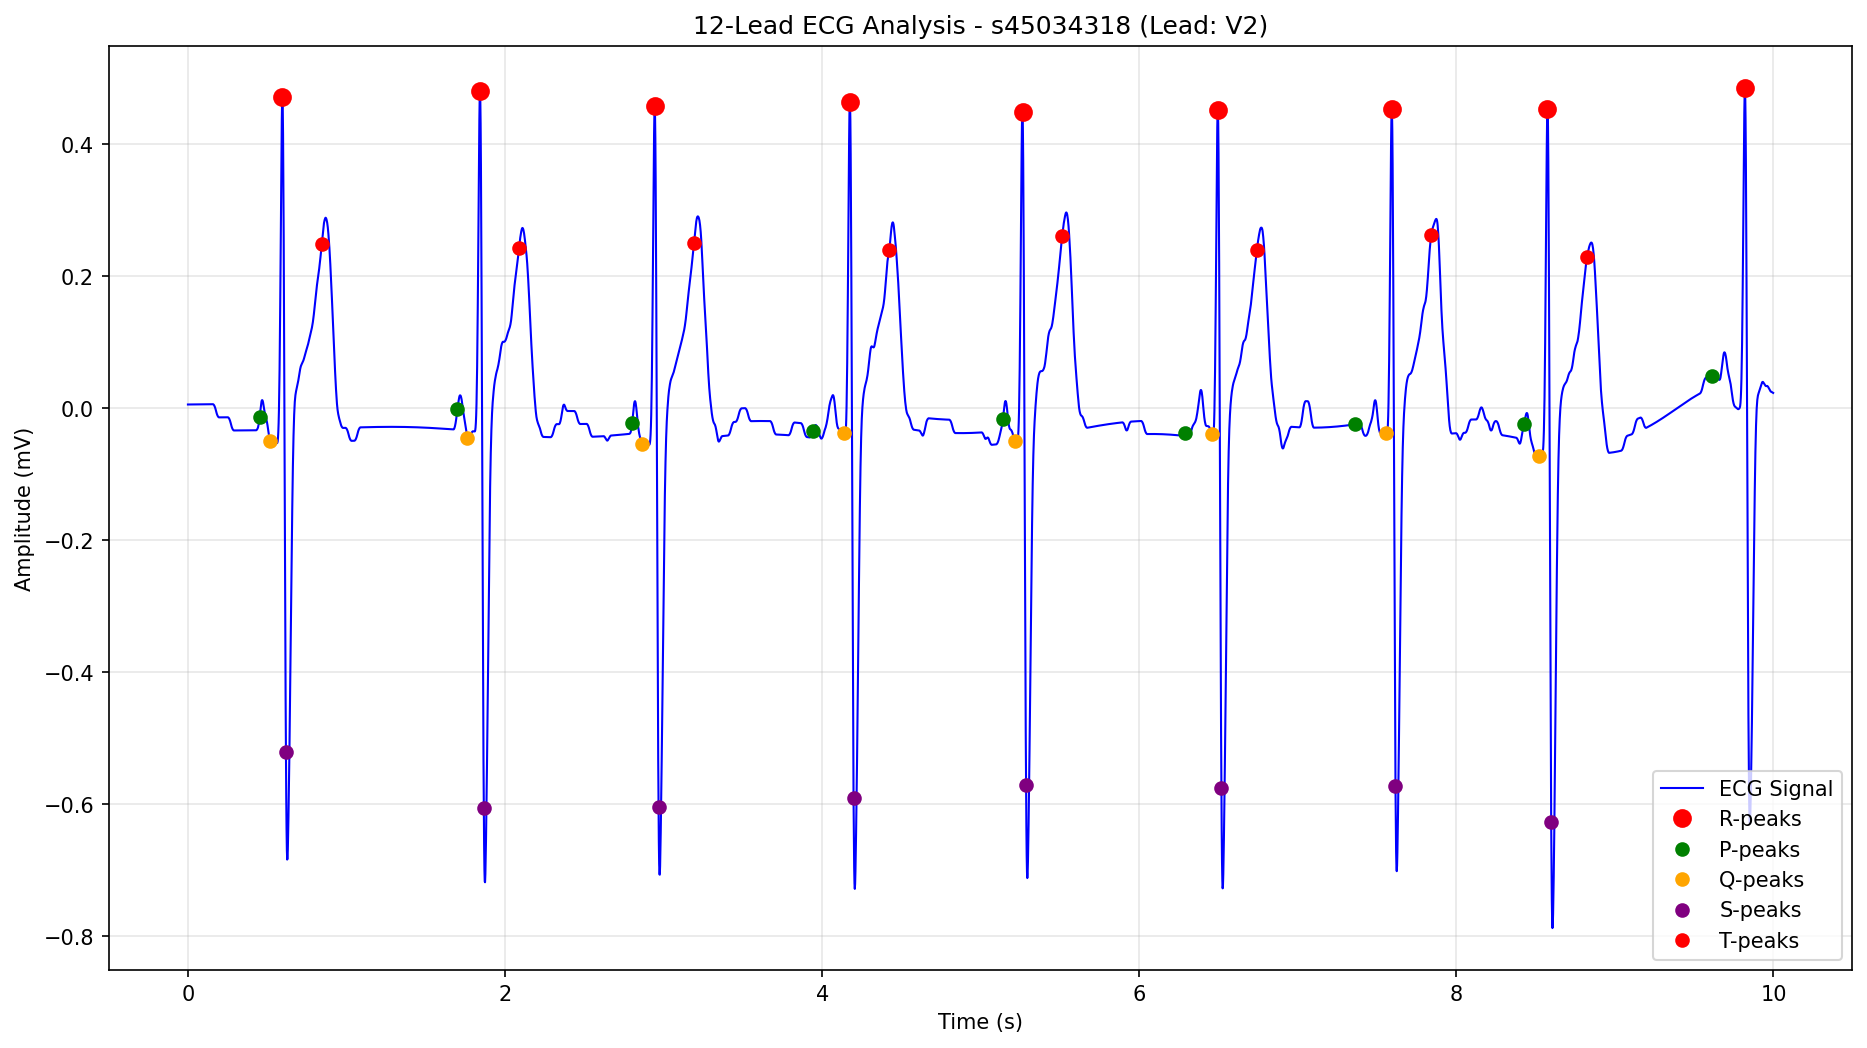 12-Lead ECG Analysis - s45034318 (Lead: V2)
Amplitude (mV)
0.4
0.2
0.0
−0.2
−0.4
−0.6
−0.8
0 2 4 6 8 10
Time (s)
ECG Signal
R-peaks
P-peaks
Q-peaks
S-peaks
T-peaks